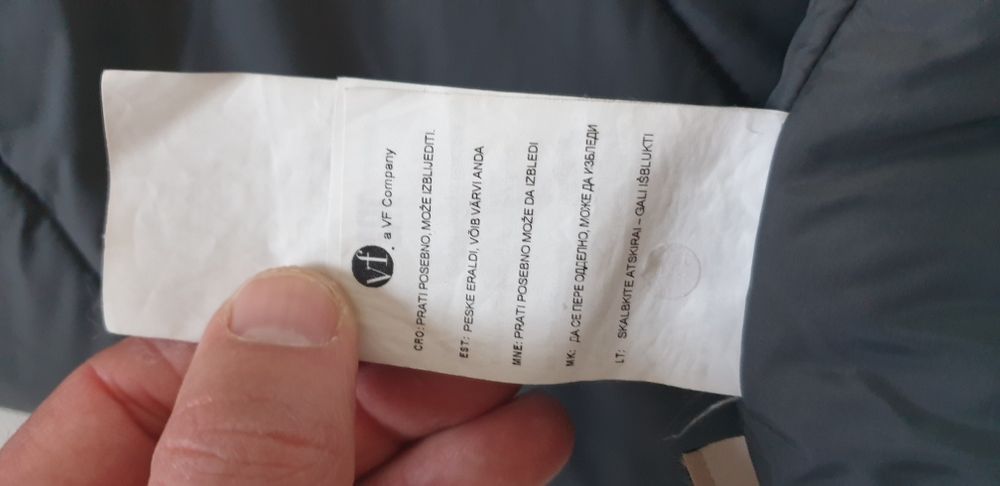 vf. a VF Company
CRO: PRATI POSEBNO, MOŽE IZBLIJEDITI.
EST: PESKE ERALDI, VÕIB VÄRVI ANDA
MNE: PRATI POSEBNO MOŽE DA IZBLEDI
MK: ДА СЕ ПЕРЕ ОДДЕЛНО, МОЖЕ ДА ИЗБЛЕДИ
LT: SKALBKITE ATSKIRAI – GALI IŠBLUKTI